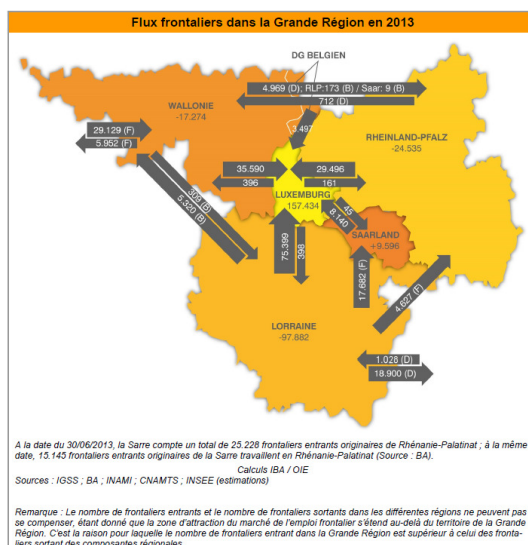 Flux frontaliers dans la Grande Région en 2013
DG BELGIEN
4.969 (D); RLP:173 (B) / Saar: 9 (B)
712 (D)
WALLONIE
-17.274
3.497
RHEINLAND-PFALZ
-24.535
29.129 (F)
5.952 (F)
35.590
29.496
396
161
LUXEMBURG
157.434
309 (B)
5.320 (B)
45
8.140
SAARLAND
+9.596
75.399
398
17.682 (F)
4.627 (F)
LORRAINE
-97.882
1.026 (D)
18.900 (D)
A la date du 30/06/2013, la Sarre compte un total de 25.228 frontaliers entrants originaires de Rhénanie-Palatinat ; à la même
date, 15.145 frontaliers entrants originaires de la Sarre travaillent en Rhénanie-Palatinat (Source : BA).
Calculs IBA / OIE
Sources : IGSS ; BA ; INAMI ; CNAMTS ; INSEE (estimations)
Remarque : Le nombre de frontaliers entrants et le nombre de frontaliers sortants dans les différentes régions ne peuvent pas
se compenser, étant donné que la zone d'attraction du marché de l'emploi frontalier s'étend au-delà du territoire de la Grande
Région. C'est la raison pour laquelle le nombre de frontaliers entrant dans la Grande Région est supérieur à celui des fronta-
liers sortant des composantes régionales.